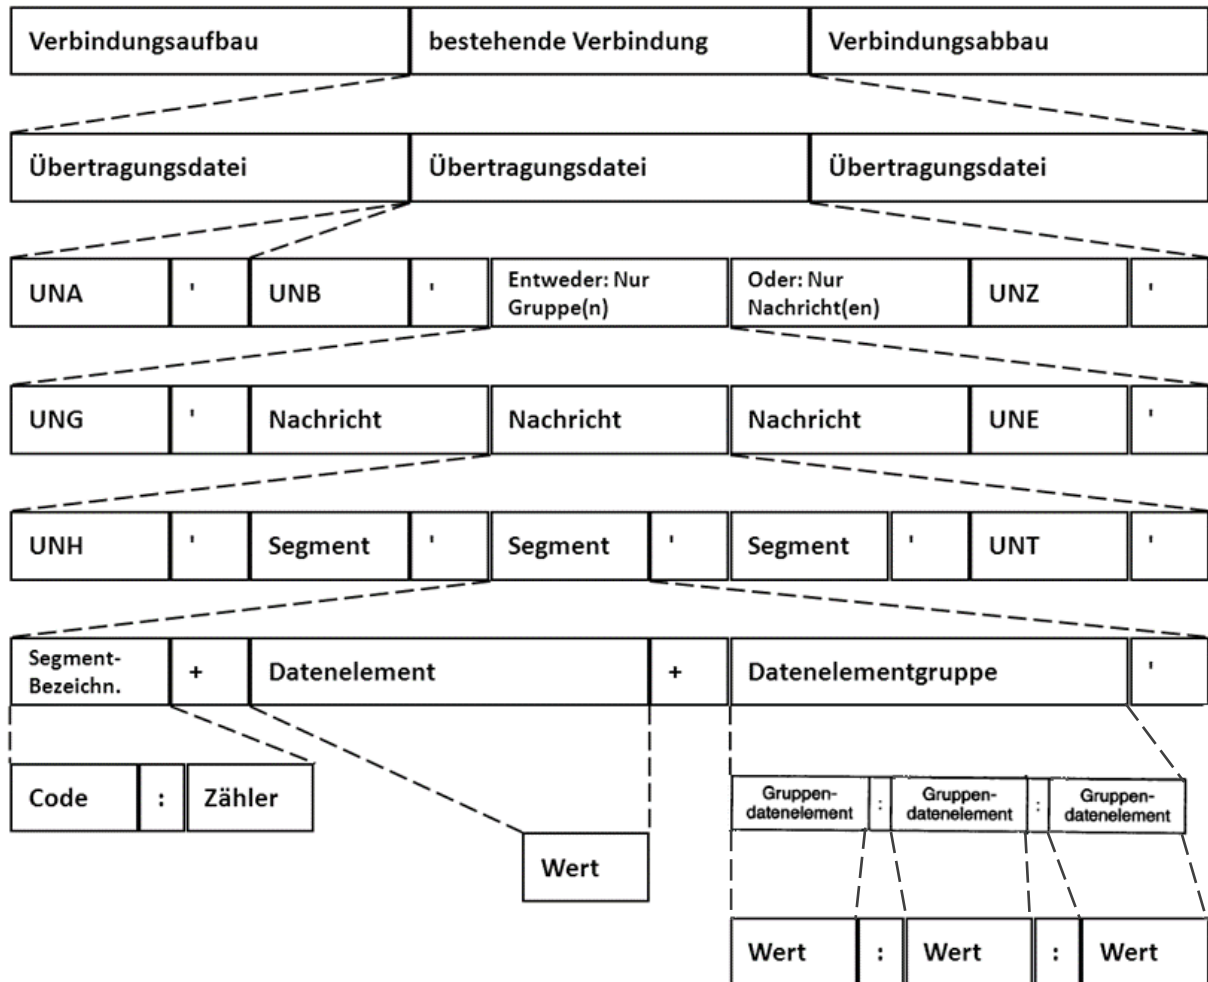 Verbindungsaufbau bestehende Verbindung Verbindungsabbau
Übertragungsdatei Übertragungsdatei Übertragungsdatei
UNA ' UNB ' Entweder: Nur Gruppe(n) Oder: Nur Nachricht(en) UNZ '
UNG ' Nachricht Nachricht Nachricht UNE '
UNH ' Segment ' Segment ' Segment ' UNT '
Segment-
Bezeichn. + Datenelement + Datenelementgruppe '
Code : Zähler
Gruppen-
datenelement : Gruppen-
datenelement : Gruppen-
datenelement
Wert
Wert : Wert : Wert